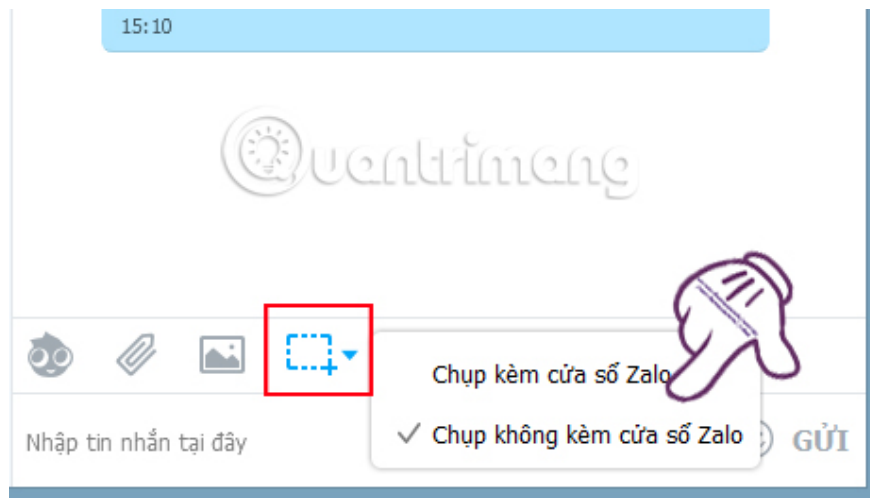 15:10
Quantrimang
Chụp kèm cửa sổ Zalo
Chụp không kèm cửa sổ Zalo
Nhập tin nhắn tại đây
GỬI